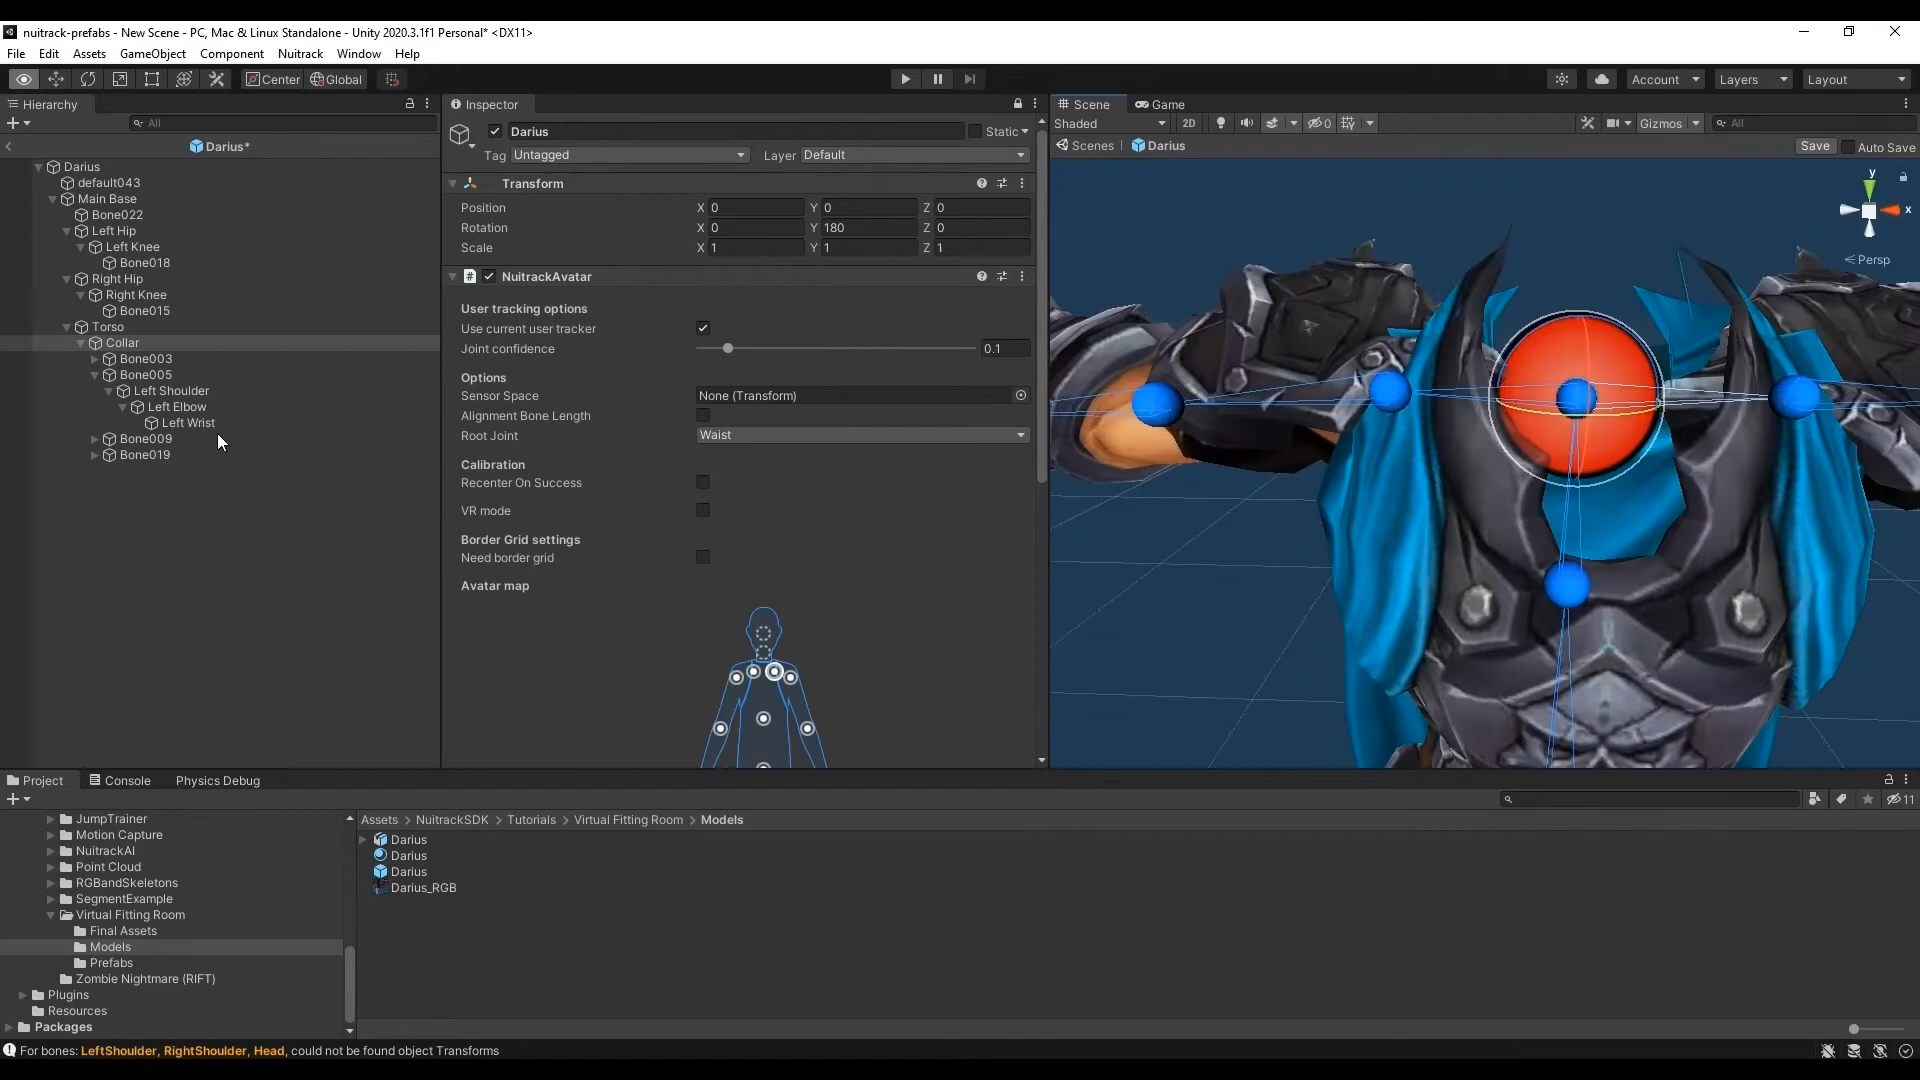 nuitrack-prefabs - New Scene - PC, Mac & Linux Standalone - Unity 2020.3.1f1 Personal* <DX11>
File Edit Assets GameObject Component Nuitrack Window Help
Center Global Account Layers Layout
Hierarchy
All
Darius*
Darius
default043
Main Base
Bone022
Left Hip
Left Knee
Bone018
Right Hip
Right Knee
Bone015
Torso
Collar
Bone003
Bone005
Left Shoulder
Left Elbow
Left Wrist
Bone009
Bone019
Inspector
Darius Static
Tag Untagged Layer Default
Transform
Position X 0 Y 0 Z 0
Rotation X 0 Y 180 Z 0
Scale X 1 Y 1 Z 1
NuitrackAvatar
User tracking options
Use current user tracker
Joint confidence 0.1
Options
Sensor Space None (Transform)
Alignment Bone Length
Root Joint Waist
Calibration
Recenter On Success
VR mode
Border Grid settings
Need border grid
Avatar map
Scene Game
Shaded 2D 0 Gizmos All
Scenes Darius Save Auto Save
y
x
Persp
Project Console Physics Debug
11
JumpTrainer
Motion Capture
NuitrackAI
Point Cloud
RGBandSkeletons
SegmentExample
Virtual Fitting Room
Final Assets
Models
Prefabs
Zombie Nightmare (RIFT)
Plugins
Resources
Packages
Assets > NuitrackSDK > Tutorials > Virtual Fitting Room > Models
Darius
Darius
Darius
Darius_RGB
For bones: LeftShoulder, RightShoulder, Head, could not be found object Transforms